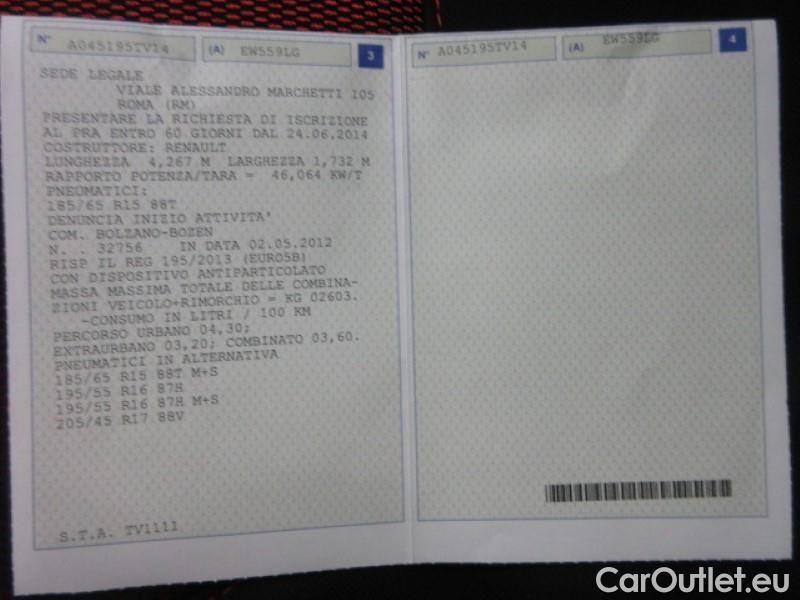 N° A045195TV14 (A) EW559LG 3
SEDE LEGALE
VIALE ALESSANDRO MARCHETTI 105
ROMA (RM)
PRESENTARE LA RICHIESTA DI ISCRIZIONE
AL PRA ENTRO 60 GIORNI DAL 24.06.2014
COSTRUTTORE: RENAULT
LUNGHEZZA 4,267 M LARGHEZZA 1,732 M
RAPPORTO POTENZA/TARA = 46,064 KW/T
PNEUMATICI:
185/65 R15 88T
DENUNCIA INIZIO ATTIVITA'
COM. BOLZANO-BOZEN
N. . 32756 IN DATA 02.05.2012
RISP IL REG 195/2013 (EURO5B)
CON DISPOSITIVO ANTIPARTICOLATO
MASSA MASSIMA TOTALE DELLE COMBINA-
ZIONI VEICOLO+RIMORCHIO = KG 02603.
-CONSUMO IN LITRI / 100 KM
PERCORSO URBANO 04,30;
EXTRAURBANO 03,20; COMBINATO 03,60.
PNEUMATICI IN ALTERNATIVA
185/65 R15 88T M+S
195/55 R16 87H
195/55 R16 87H M+S
205/45 R17 88V
S.T.A. TV1111
N° A045195TV14 (A) EW559LG 4
CarOutlet.eu